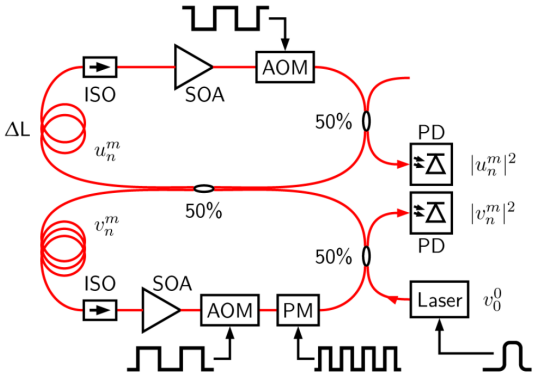 AOM
ISO
SOA
ΔL
u_n^m
50%
PD
|u_n^m|^2
50%
v_n^m
|v_n^m|^2
PD
50%
ISO
SOA
AOM
PM
Laser
v_0^0